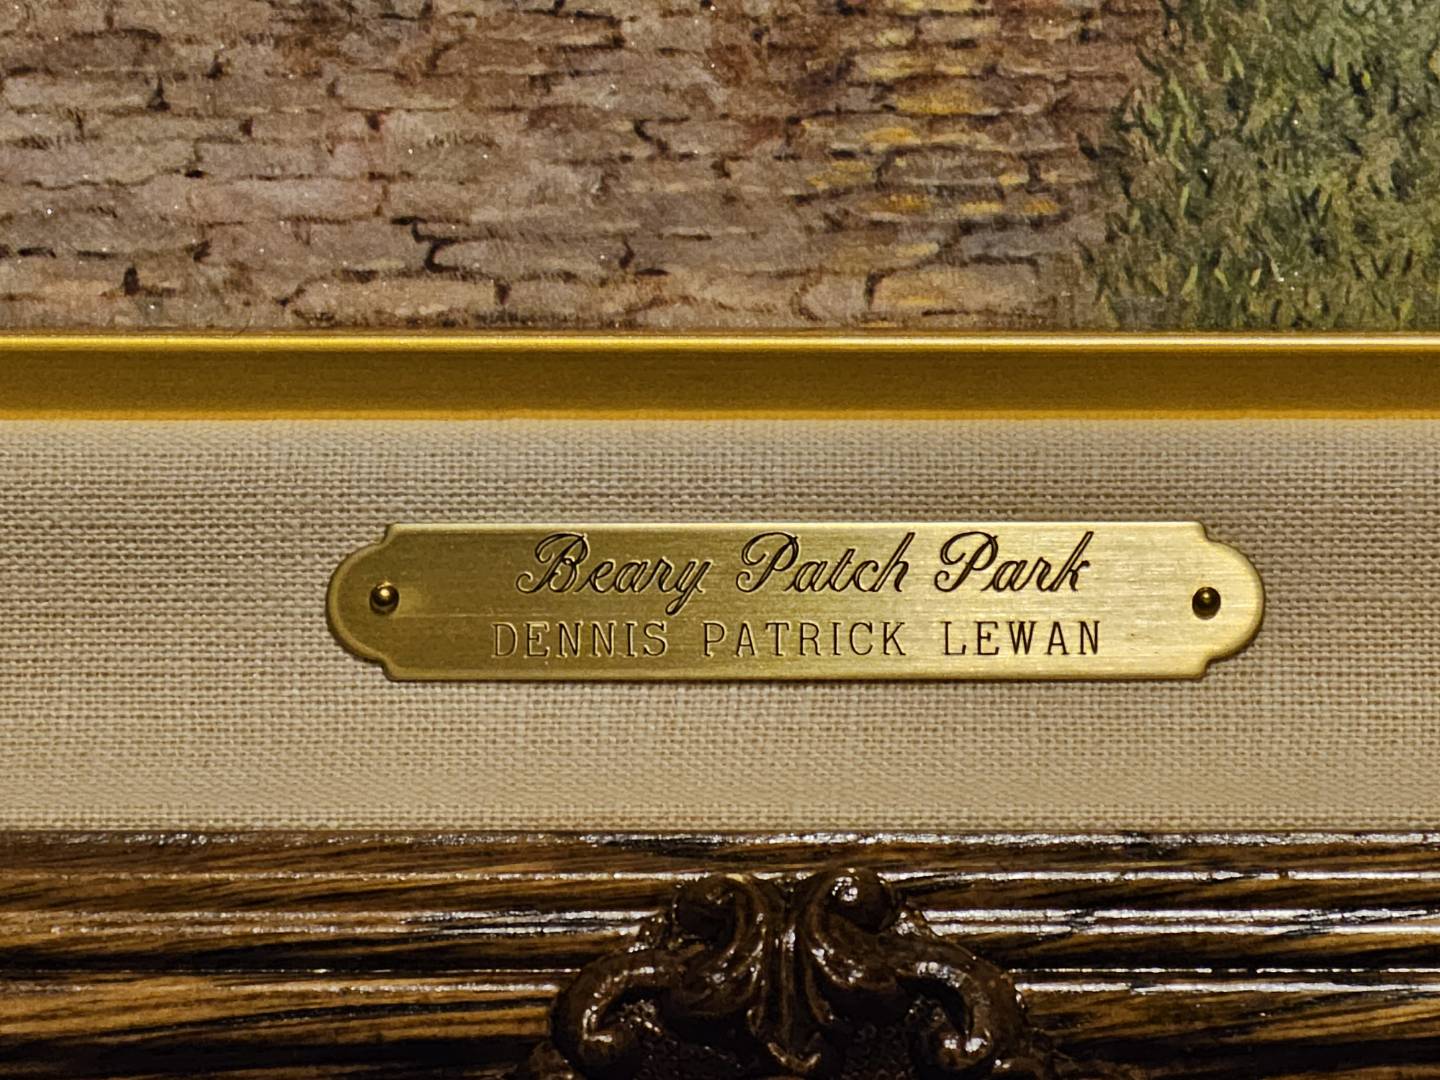 Beary Patch Park
DENNIS PATRICK LEWAN